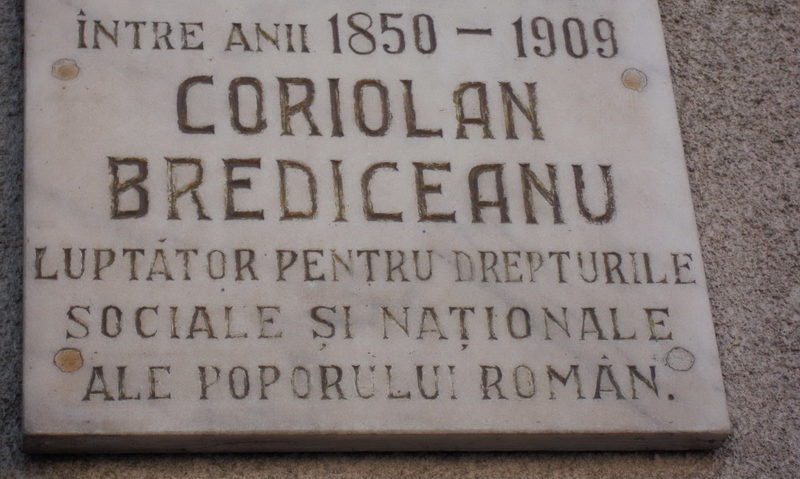 ÎNTRE ANII 1850 — 1909
CORIOLAN
BREDICEANU
LUPTĂTOR PENTRU DREPTURILE
SOCIALE ȘI NAȚIONALE
ALE POPORULUI ROMÂN.